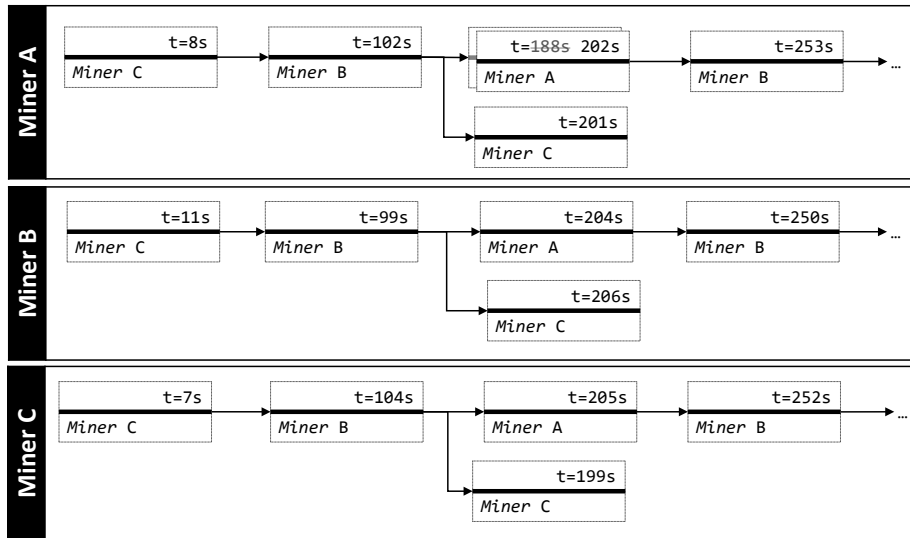 Miner A
t=8s
Miner C
t=102s
Miner B
t=188s 202s
Miner A
t=253s
Miner B
...
t=201s
Miner C
Miner B
t=11s
Miner C
t=99s
Miner B
t=204s
Miner A
t=250s
Miner B
...
t=206s
Miner C
Miner C
t=7s
Miner C
t=104s
Miner B
t=205s
Miner A
t=252s
Miner B
...
t=199s
Miner C